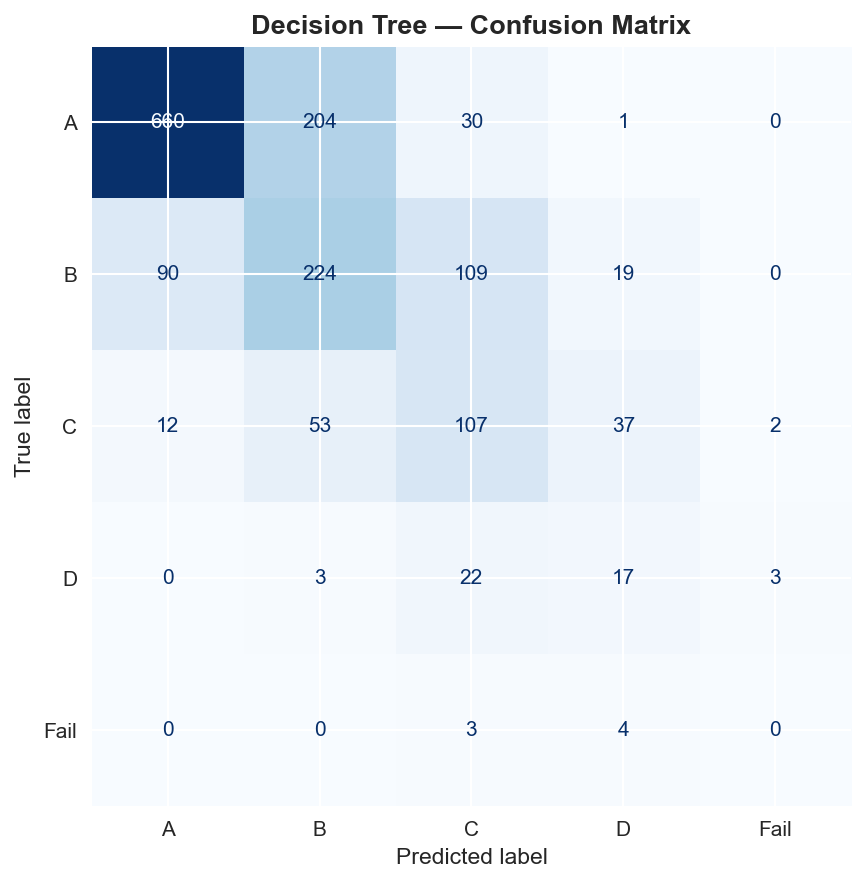 Decision Tree — Confusion Matrix
A 660 204 30 1 0
B 90 224 109 19 0
True label
C 12 53 107 37 2
D 0 3 22 17 3
Fail 0 0 3 4 0
A B C D Fail
Predicted label